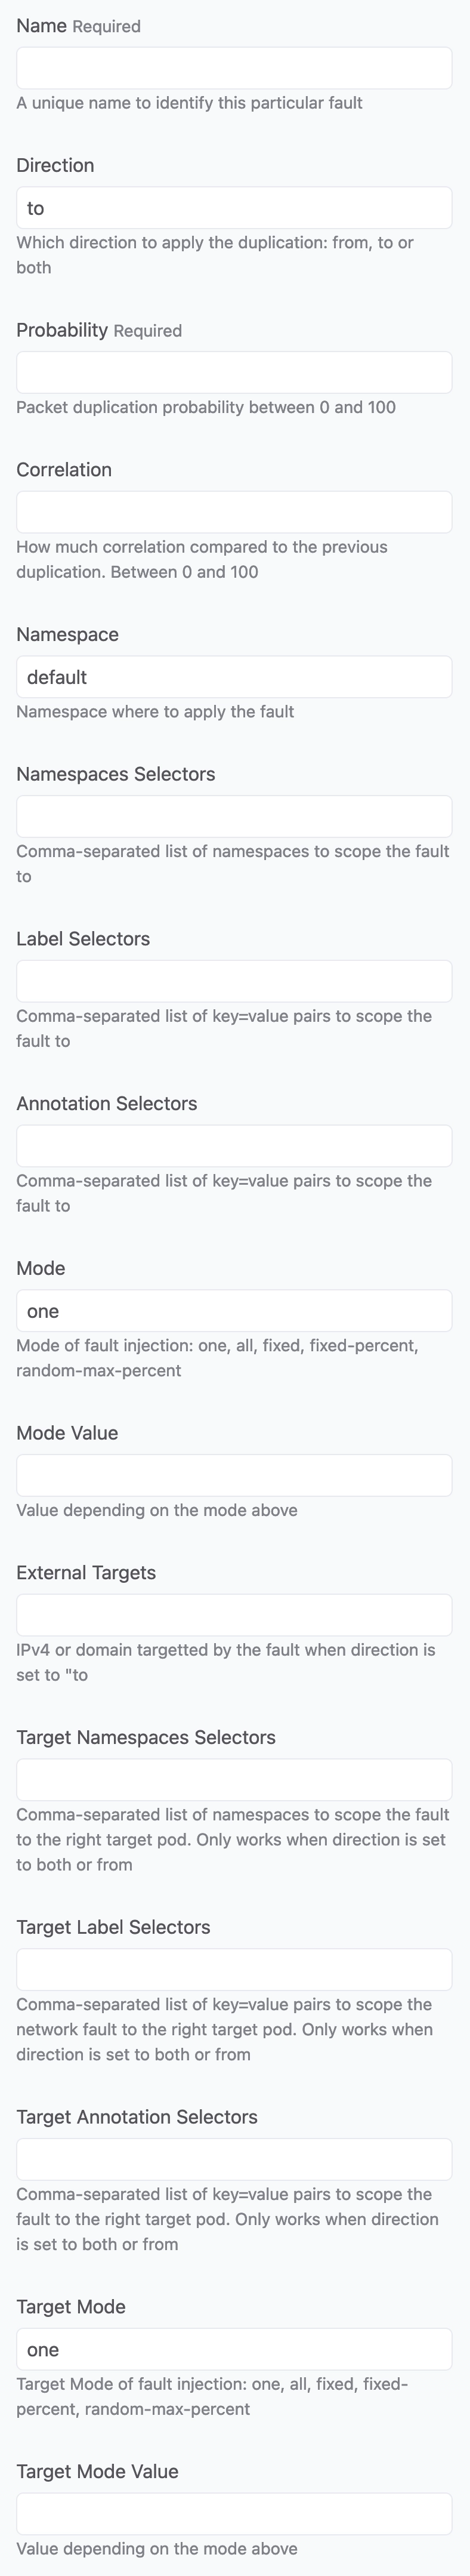 Name Required
A unique name to identify this particular fault
Direction
to
Which direction to apply the duplication: from, to or
both
Probability Required
Packet duplication probability between 0 and 100
Correlation
How much correlation compared to the previous
duplication. Between 0 and 100
Namespace
default
Namespace where to apply the fault
Namespaces Selectors
Comma-separated list of namespaces to scope the fault
to
Label Selectors
Comma-separated list of key=value pairs to scope the
fault to
Annotation Selectors
Comma-separated list of key=value pairs to scope the
fault to
Mode
one
Mode of fault injection: one, all, fixed, fixed-percent,
random-max-percent
Mode Value
Value depending on the mode above
External Targets
IPv4 or domain targetted by the fault when direction is
set to "to
Target Namespaces Selectors
Comma-separated list of namespaces to scope the fault
to the right target pod. Only works when direction is set
to both or from
Target Label Selectors
Comma-separated list of key=value pairs to scope the
network fault to the right target pod. Only works when
direction is set to both or from
Target Annotation Selectors
Comma-separated list of key=value pairs to scope the
fault to the right target pod. Only works when direction
is set to both or from
Target Mode
one
Target Mode of fault injection: one, all, fixed, fixed-
percent, random-max-percent
Target Mode Value
Value depending on the mode above